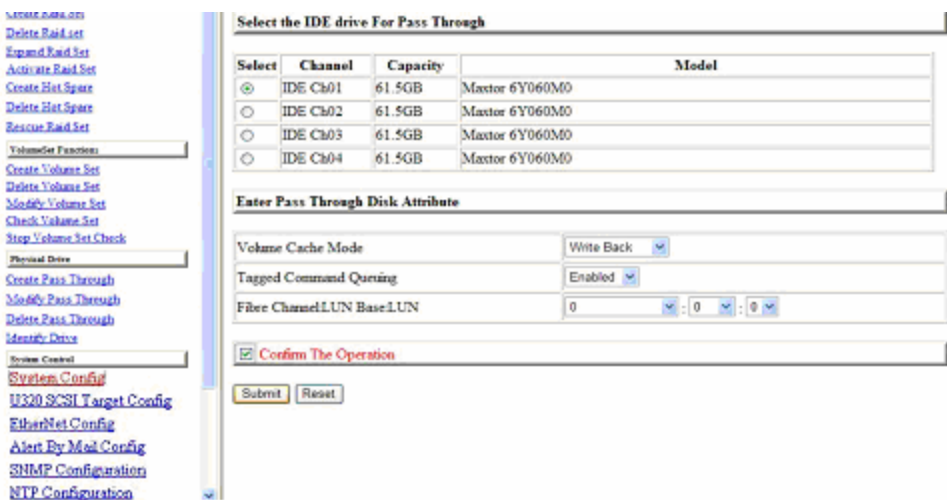 Create Raid Set
Delete Raid set
Expand Raid Set
Activate Raid Set
Create Hot Spare
Delete Hot Spare
Rescue Raid Set
VolumeSet Functions
Create Volume Set
Delete Volume Set
Modify Volume Set
Check Volume Set
Stop Volume Set Check
Physical Drive
Create Pass Through
Modify Pass Through
Delete Pass Through
Identify Drive
System Control
System Config
U320 SCSI Target Config
EtherNet Config
Alert By Mail Config
SNMP Configuration
NTP Configuration
Select the IDE drive For Pass Through
Select Channel Capacity Model
IDE Ch01 61.5GB Maxtor 6Y060M0
IDE Ch02 61.5GB Maxtor 6Y060M0
IDE Ch03 61.5GB Maxtor 6Y060M0
IDE Ch04 61.5GB Maxtor 6Y060M0
Enter Pass Through Disk Attribute
Volume Cache Mode Write Back
Tagged Command Queuing Enabled
Fibre Channel:LUN Base:LUN 0 : 0 : 0
Confirm The Operation
Submit Reset